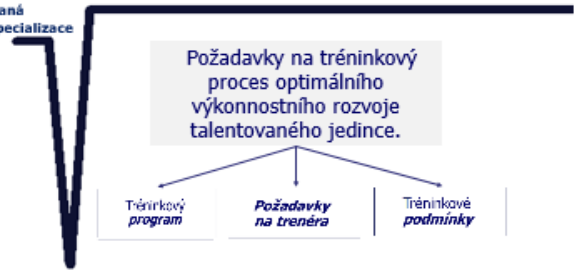 aná
pecializace
Požadavky na tréninkový
proces optimálního
výkonnostního rozvoje
talentovaného jedince.
Tréninkový
program
Požadavky
na trenéra
Tréninkové
podmínky